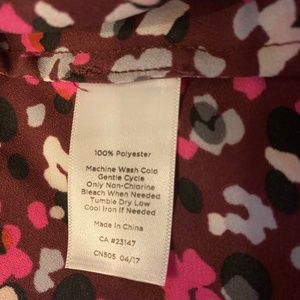 100% Polyester
Machine Wash Cold
Gentle Cycle
Only Non-Chlorine
Bleach When Needed
Tumble Dry Low
Cool Iron If Needed
Made in China
CA #23147
CN505 04/17